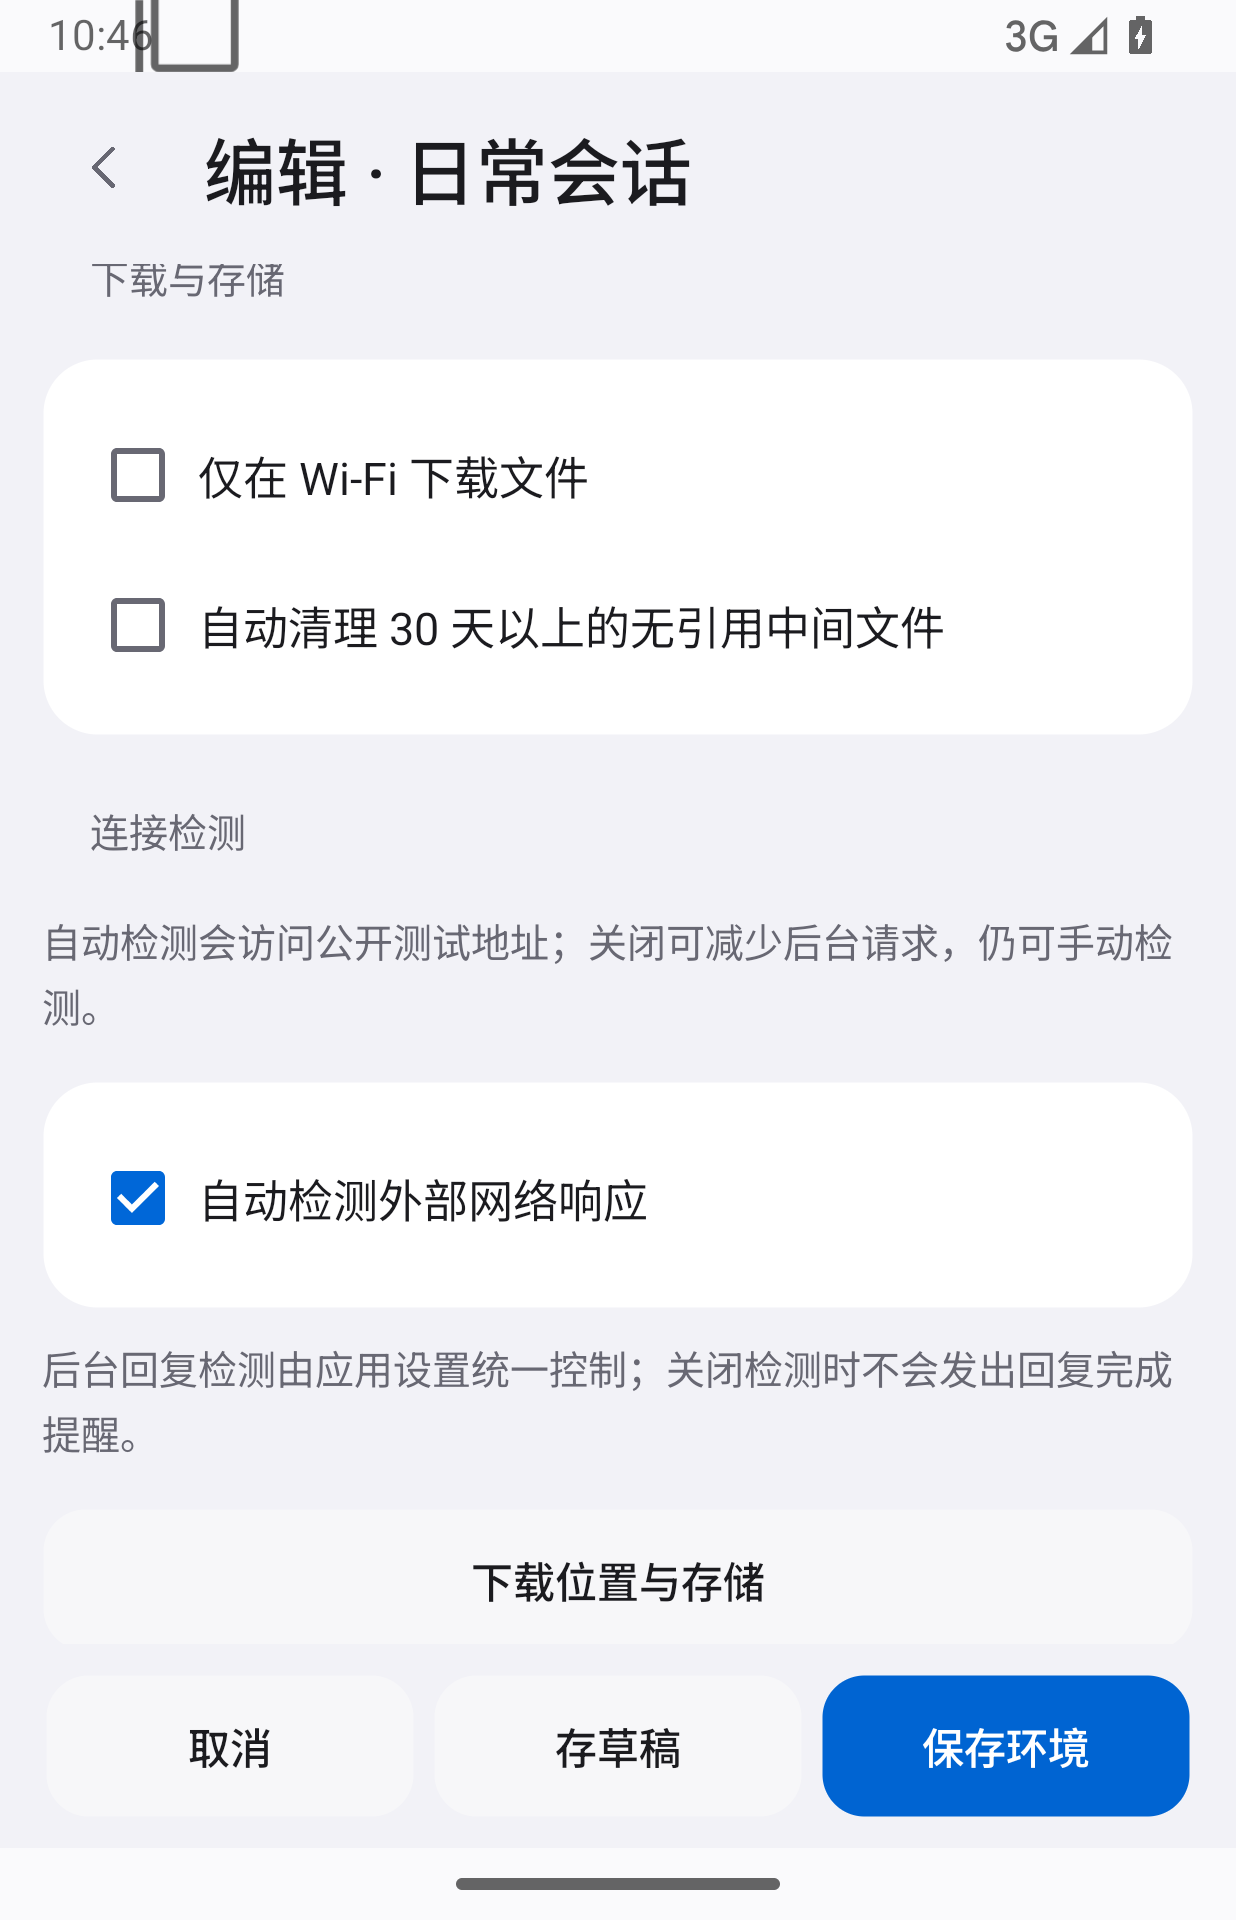 10:46
3G
编辑 · 日常会话
下载与存储
仅在 Wi-Fi 下载文件
自动清理 30 天以上的无引用中间文件
连接检测
自动检测会访问公开测试地址；关闭可减少后台请求，仍可手动检
测。
自动检测外部网络响应
后台回复检测由应用设置统一控制；关闭检测时不会发出回复完成
提醒。
下载位置与存储
取消
存草稿
保存环境